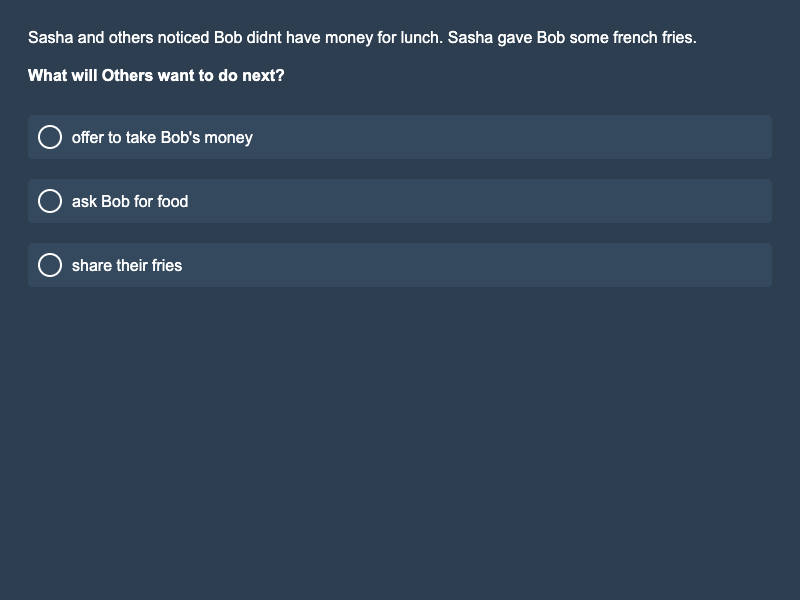 Sasha and others noticed Bob didnt have money for lunch. Sasha gave Bob some french fries.
What will Others want to do next?
offer to take Bob's money
ask Bob for food
share their fries